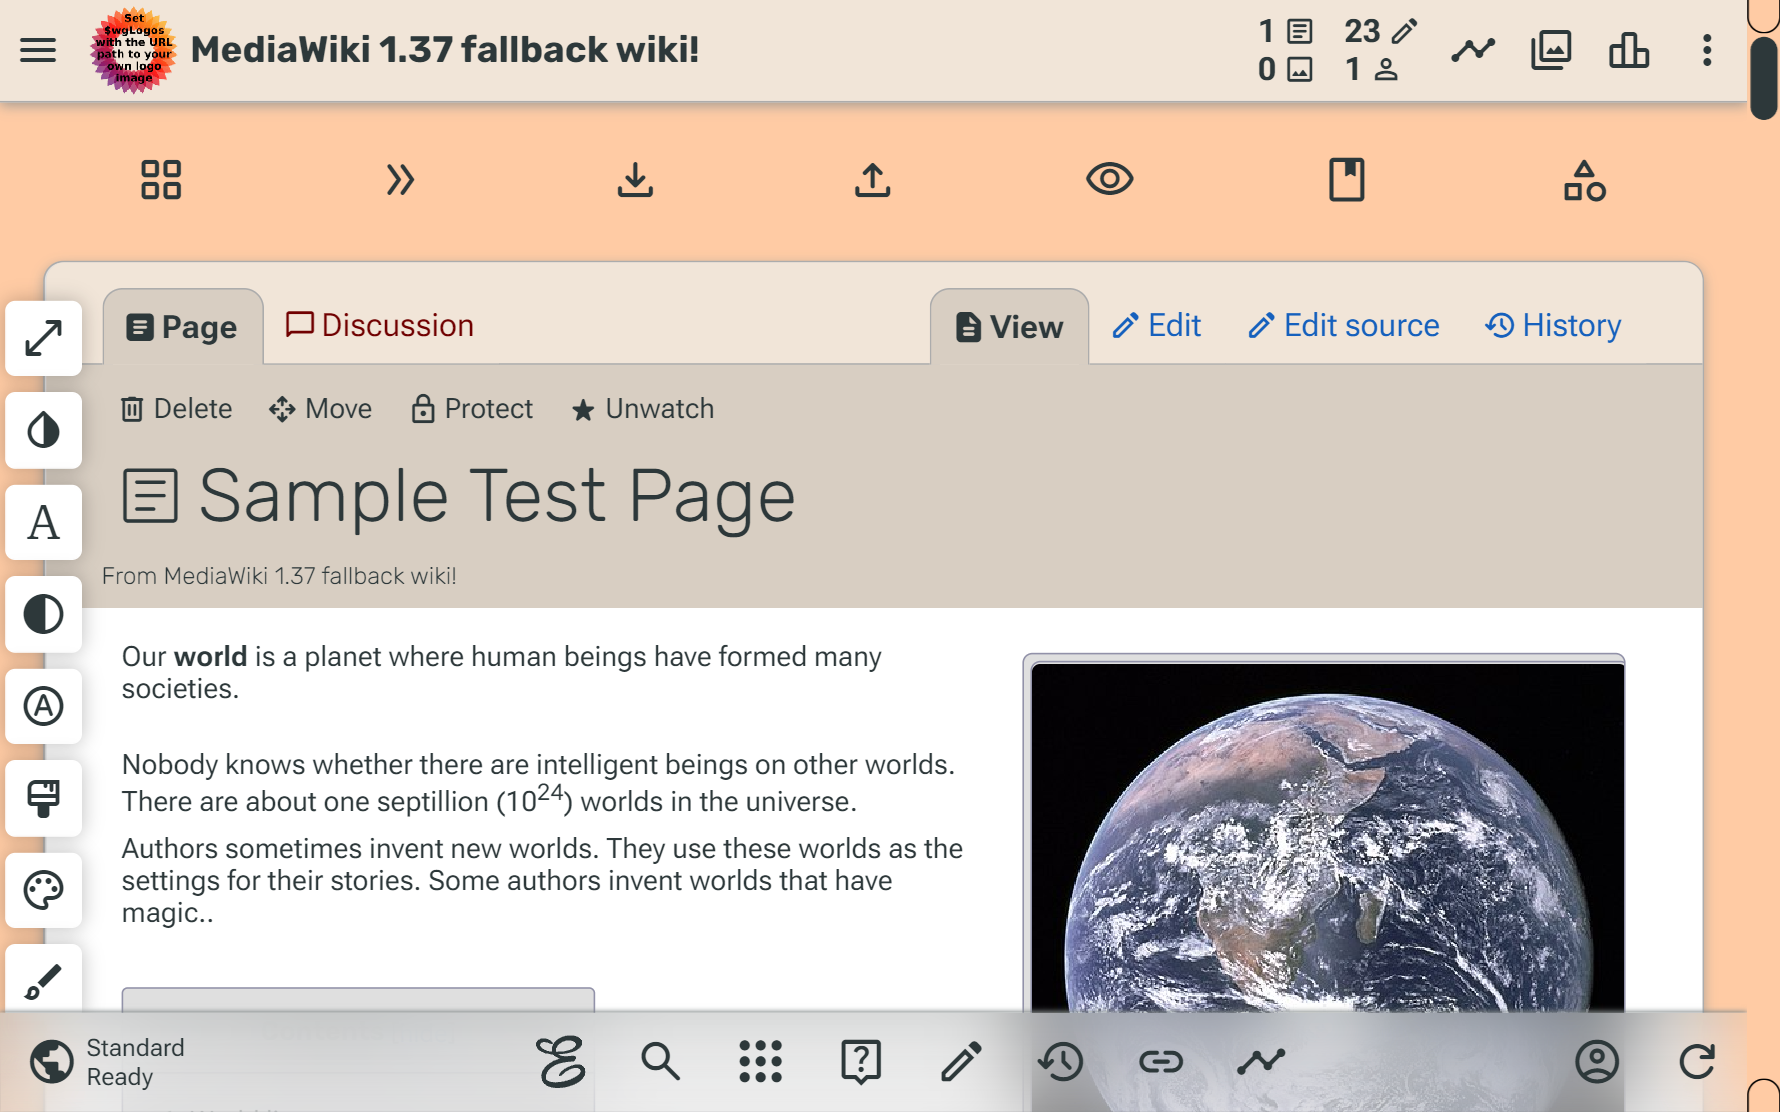 Set
$wgLogos
with the URL
path to your
own logo
image
MediaWiki 1.37 fallback wiki!
1
23
0
1
Page
Discussion
View
Edit
Edit source
History
Delete
Move
Protect
Unwatch
Sample Test Page
From MediaWiki 1.37 fallback wiki!
Our world is a planet where human beings have formed many
societies.
Nobody knows whether there are intelligent beings on other worlds.
There are about one septillion (10²⁴) worlds in the universe.
Authors sometimes invent new worlds. They use these worlds as the
settings for their stories. Some authors invent worlds that have
magic..
A
A
Standard
Ready